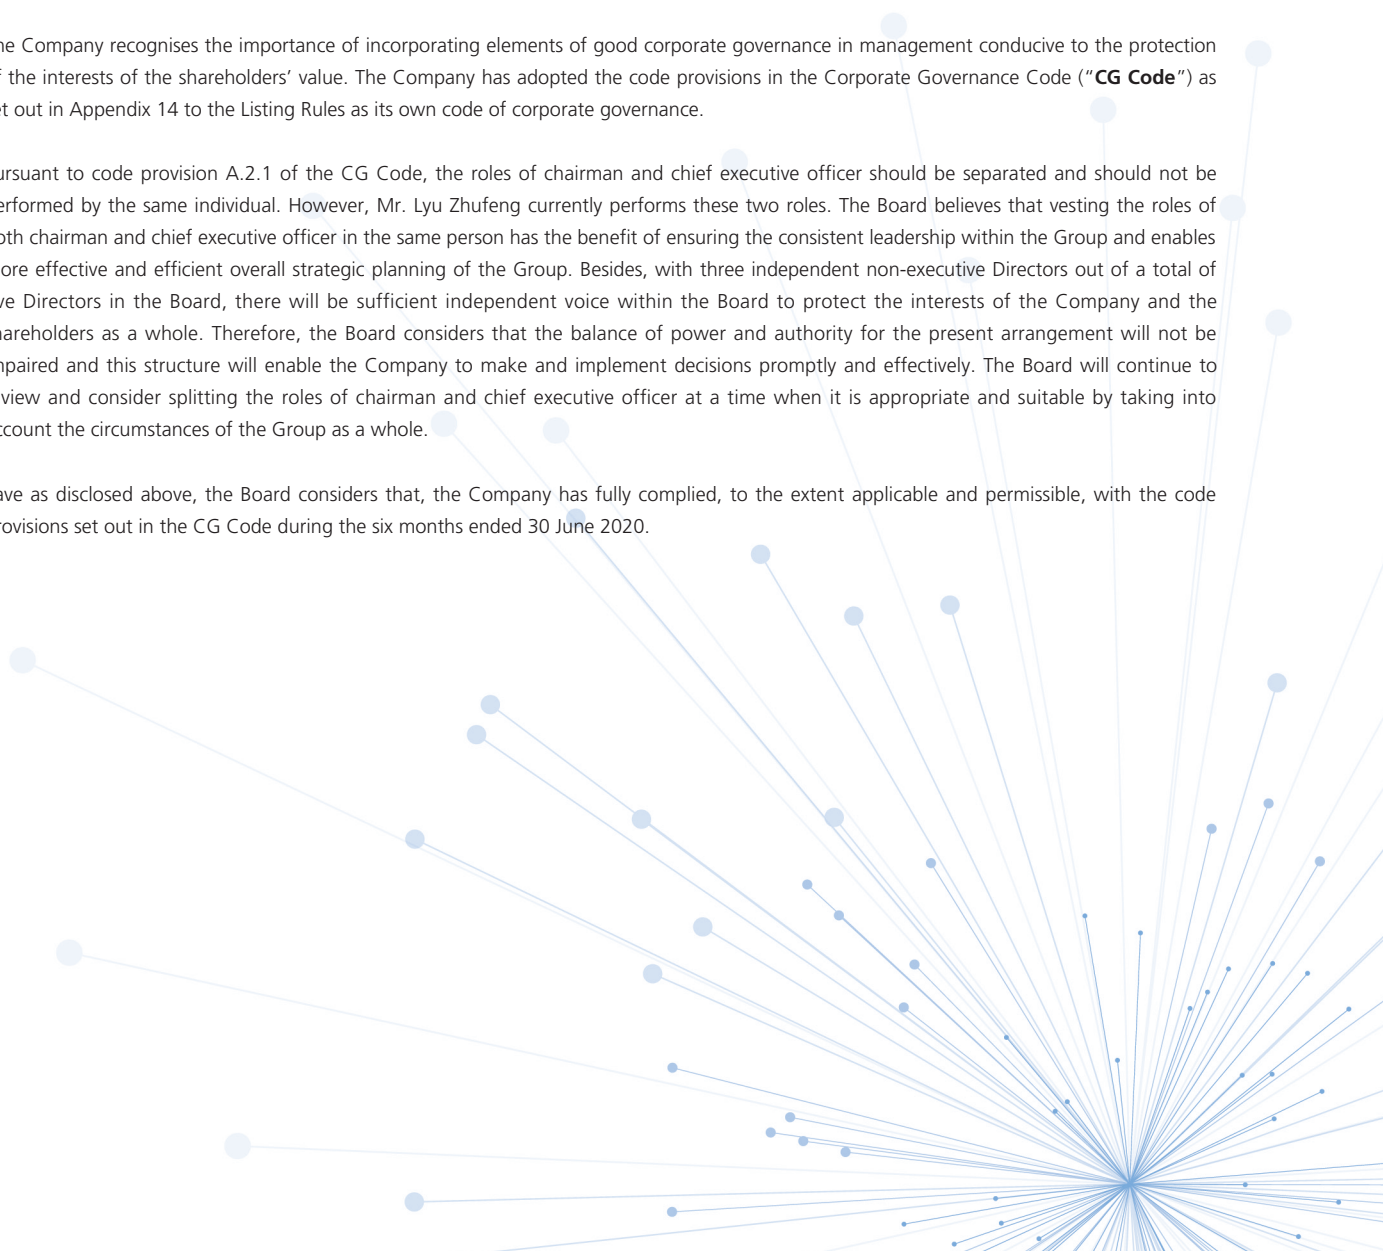 he Company recognises the importance of incorporating elements of good corporate governance in management conducive to the protection
f the interests of the shareholders’ value. The Company has adopted the code provisions in the Corporate Governance Code (“CG Code”) as
et out in Appendix 14 to the Listing Rules as its own code of corporate governance.
ursuant to code provision A.2.1 of the CG Code, the roles of chairman and chief executive officer should be separated and should not be
erformed by the same individual. However, Mr. Lyu Zhufeng currently performs these two roles. The Board believes that vesting the roles of
oth chairman and chief executive officer in the same person has the benefit of ensuring the consistent leadership within the Group and enables
ore effective and efficient overall strategic planning of the Group. Besides, with three independent non-executive Directors out of a total of
ve Directors in the Board, there will be sufficient independent voice within the Board to protect the interests of the Company and the
hareholders as a whole. Therefore, the Board considers that the balance of power and authority for the present arrangement will not be
mpaired and this structure will enable the Company to make and implement decisions promptly and effectively. The Board will continue to
view and consider splitting the roles of chairman and chief executive officer at a time when it is appropriate and suitable by taking into
ccount the circumstances of the Group as a whole.
ave as disclosed above, the Board considers that, the Company has fully complied, to the extent applicable and permissible, with the code
rovisions set out in the CG Code during the six months ended 30 June 2020.